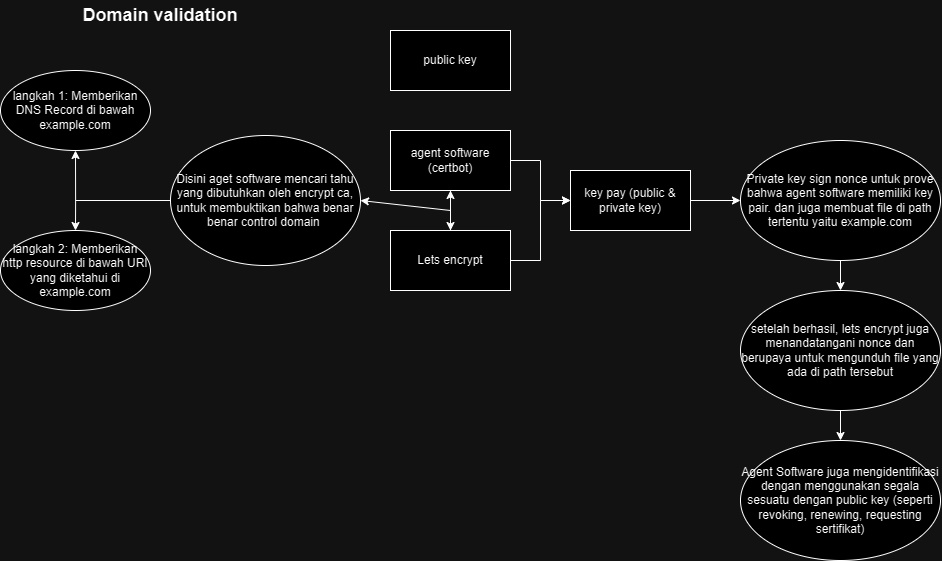 Domain validation
public key
langkah 1: Memberikan
DNS Record di bawah
example.com
agent software
(certbot)
Disini aget software mencari tahu
yang dibutuhkan oleh encrypt ca,
untuk membuktikan bahwa benar
benar control domain
key pay (public &
private key)
Private key sign nonce untuk prove
bahwa agent software memiliki key
pair. dan juga membuat file di path
tertentu yaitu example.com
langkah 2: Memberikan
http resource di bawah URI
yang diketahui di
example.com
Lets encrypt
setelah berhasil, lets encrypt juga
menandatangani nonce dan
berupaya untuk mengunduh file yang
ada di path tersebut
Agent Software juga mengidentifikasi
dengan menggunakan segala
sesuatu dengan public key (seperti
revoking, renewing, requesting
sertifikat)